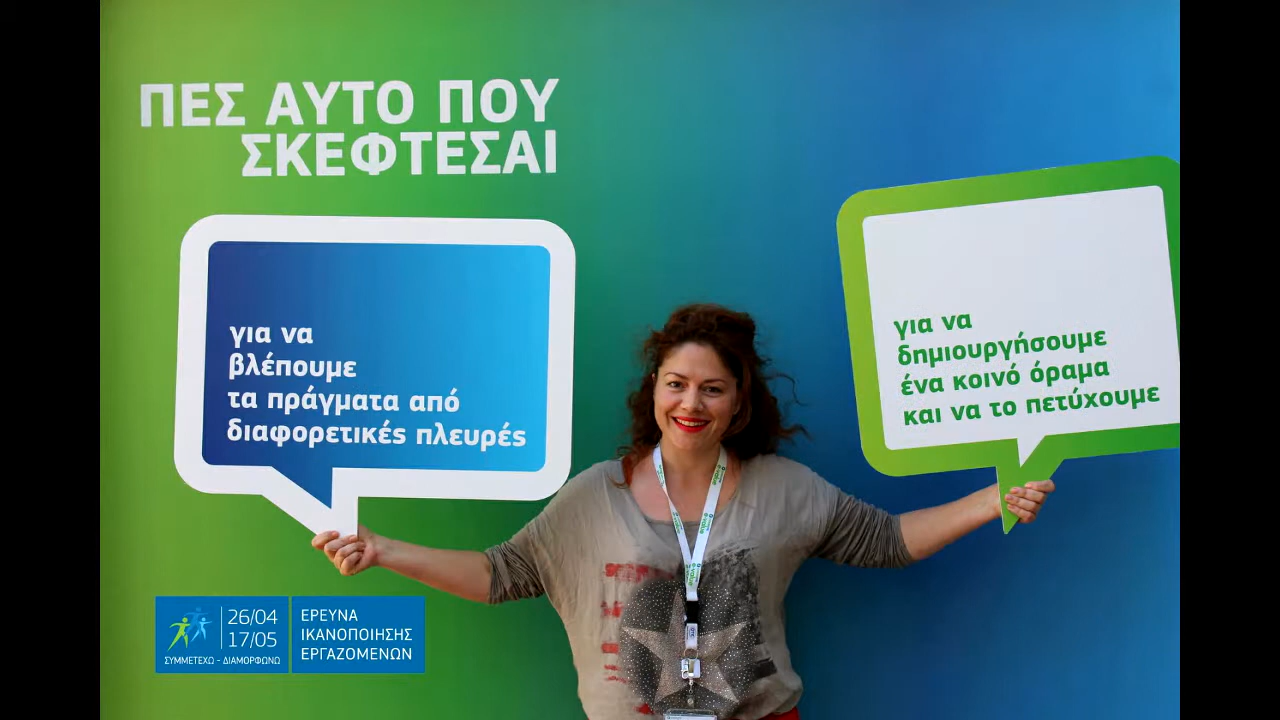 ΠΕΣ ΑΥΤΟ ΠΟΥ
ΣΚΕΦΤΕΣΑΙ
για να
βλέπουμε
τα πράγματα από
διαφορετικές πλευρές
για να
δημιουργήσουμε
ένα κοινό όραμα
και να το πετύχουμε
26/04
17/05
ΣΥΜΜΕΤΕΧΩ - ΔΙΑΜΟΡΦΩΝΩ
ΕΡΕΥΝΑ
ΙΚΑΝΟΠΟΙΗΣΗΣ
ΕΡΓΑΖΟΜΕΝΩΝ